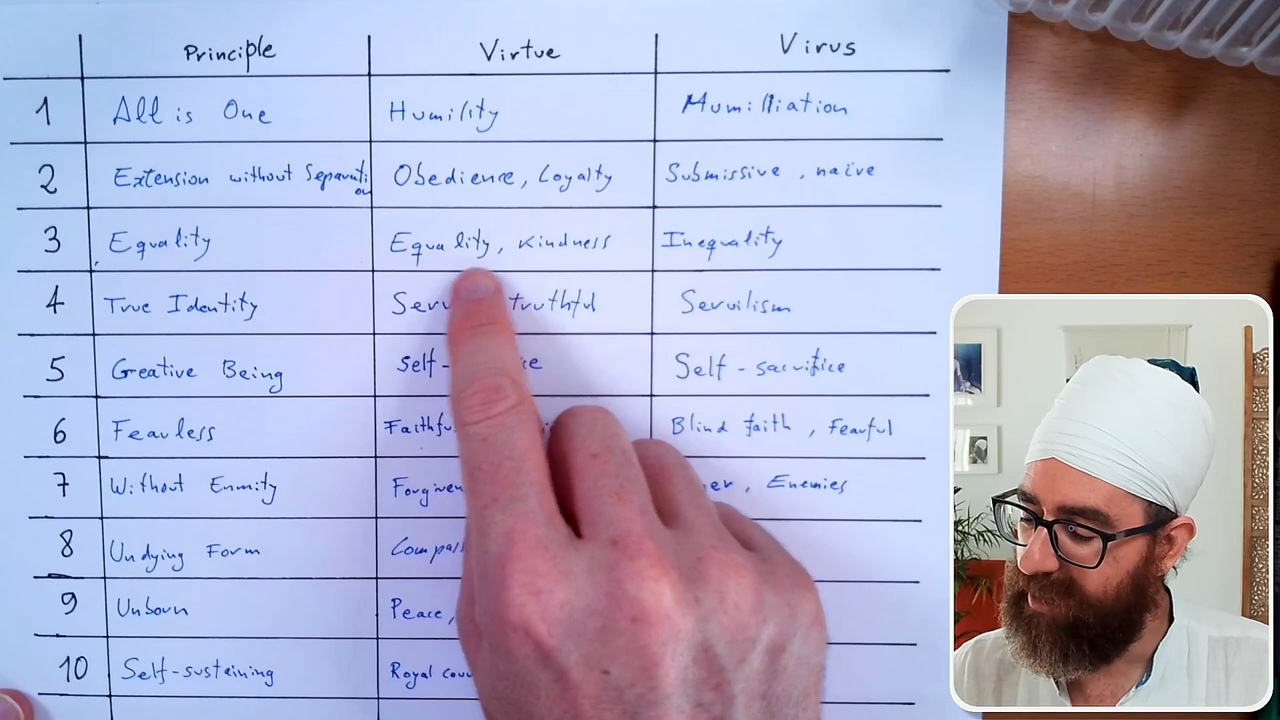 Principle Virtue Virus
1 All is One Humility Humilliation
2 Extension without Separation Obedience, Loyalty Submissive, naive
3 Equality Equality, Kindness Inequality
4 True Identity truthful Servilism
5 Creative Being Self- Self-sacrifice
6 Fearless Blind faith, Fearful
7 Without Enmity Enemies
8 Undying Form
9 Unborn Peace,
10 Self-sustaining Royal